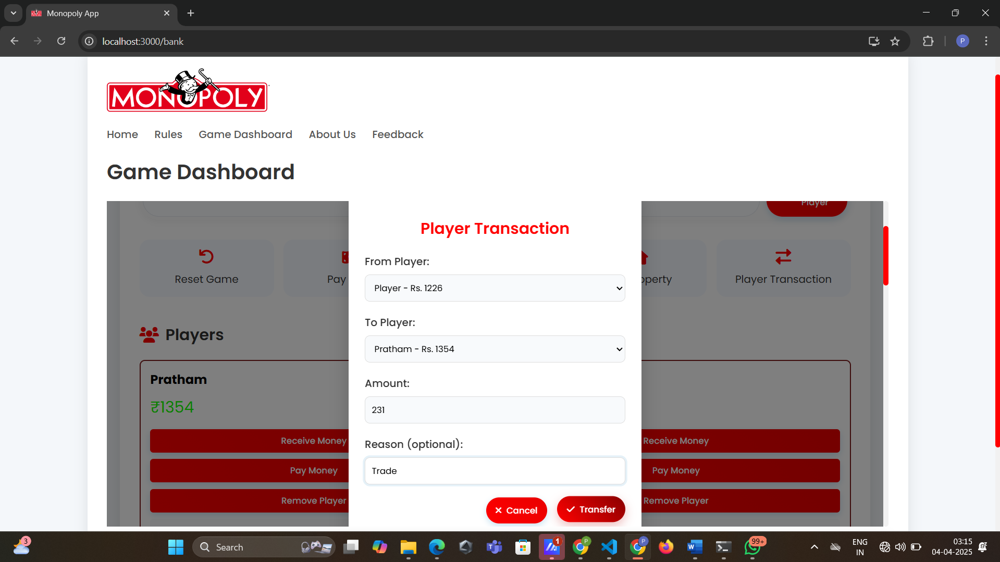 Monopoly App
localhost:3000/bank
P
MONOPOLY
Home Rules Game Dashboard About Us Feedback
Game Dashboard
Player
Player Transaction
From Player:
Reset Game
Pay
Player Transaction
Player - Rs. 1226
To Player:
Players
Pratham - Rs. 1354
Pratham
Amount:
₹1354
231
Receive Money
Receive Money
Reason (optional):
Pay Money
Trade
Pay Money
Remove Player
Remove Player
Cancel
Transfer
3
Search
1
P
P
99+
ENG
IN
03:15
04-04-2025